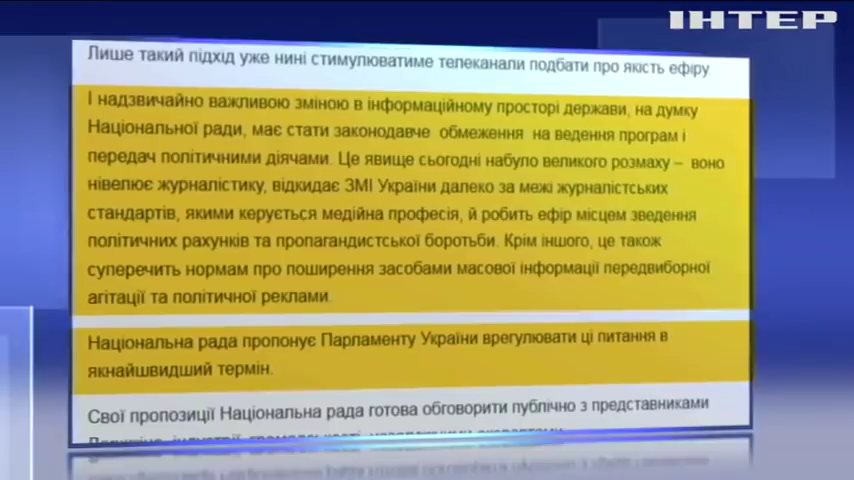 ІНТЕР
Лише такий підхід уже нині стимулюватиме телеканали подбати про якість ефіру
І надзвичайно важливою зміною в інформаційному просторі держави, на думку
Національної ради, має стати законодавче обмеження на ведення програм і
передач політичними діячами. Це явище сьогодні набуло великого розмаху – воно
нівелює журналістику, відкидає ЗМІ України далеко за межі журналістських
стандартів, якими керується медійна професія, й робить ефір місцем зведення
політичних рахунків та пропагандистської боротьби. Крім іншого, це також
суперечить нормам про поширення засобами масової інформації передвиборної
агітації та політичної реклами.
Національна рада пропонує Парламенту України врегулювати ці питання в
якнайшвидший термін.
Свої пропозиції Національна рада готова обговорити публічно з представниками